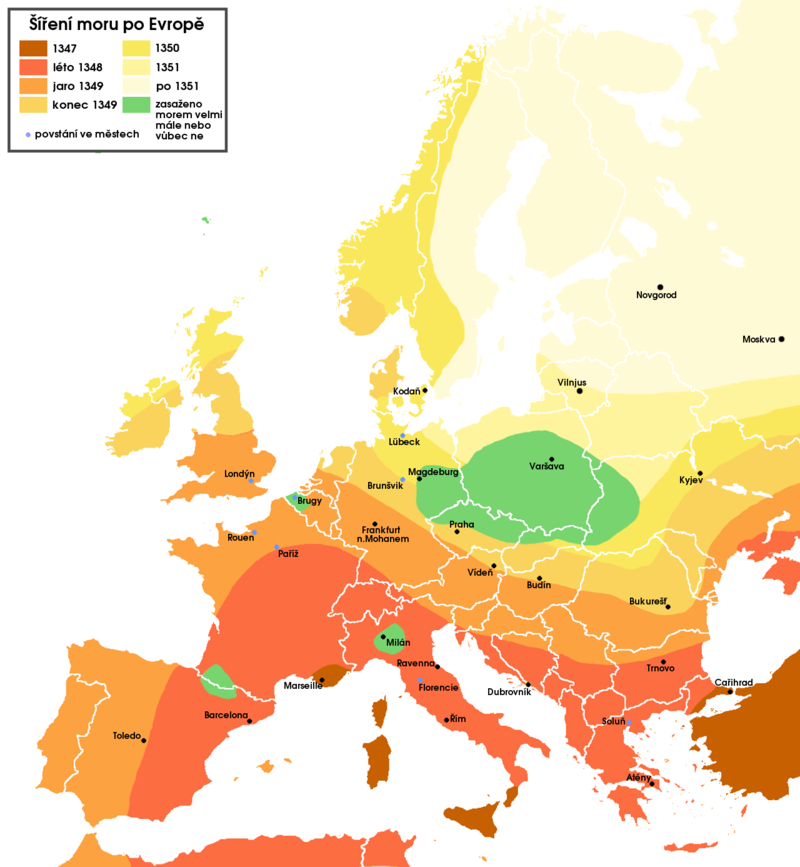 Šíření moru po Evropě
1347
léto 1348
jaro 1349
konec 1349
povstání ve městech
1350
1351
po 1351
zasaženo
morem velmi
mále nebo
vůbec ne
Novgorod
Moskva
Vilnjus
Kodaň
Lübeck
Varšava
Magdeburg
Londýn
Brunšvik
Kyjev
Brugy
Praha
Frankfurt
n.Mohanem
Rouen
Paříž
Vídeň
Budín
Bukurešť
Milán
Ravenna
Trnovo
Marseille
Florencie
Dubrovník
Cařihrad
Barcelona
Řím
Soluň
Toledo
Atény